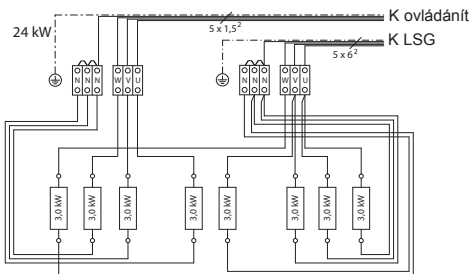 K ovládánít
24 kW
5 x 1,5²
K LSG
5 x 6²
N N N W V U
N N N W V U
3,0 kW 3,0 kW 3,0 kW 3,0 kW 3,0 kW 3,0 kW 3,0 kW 3,0 kW